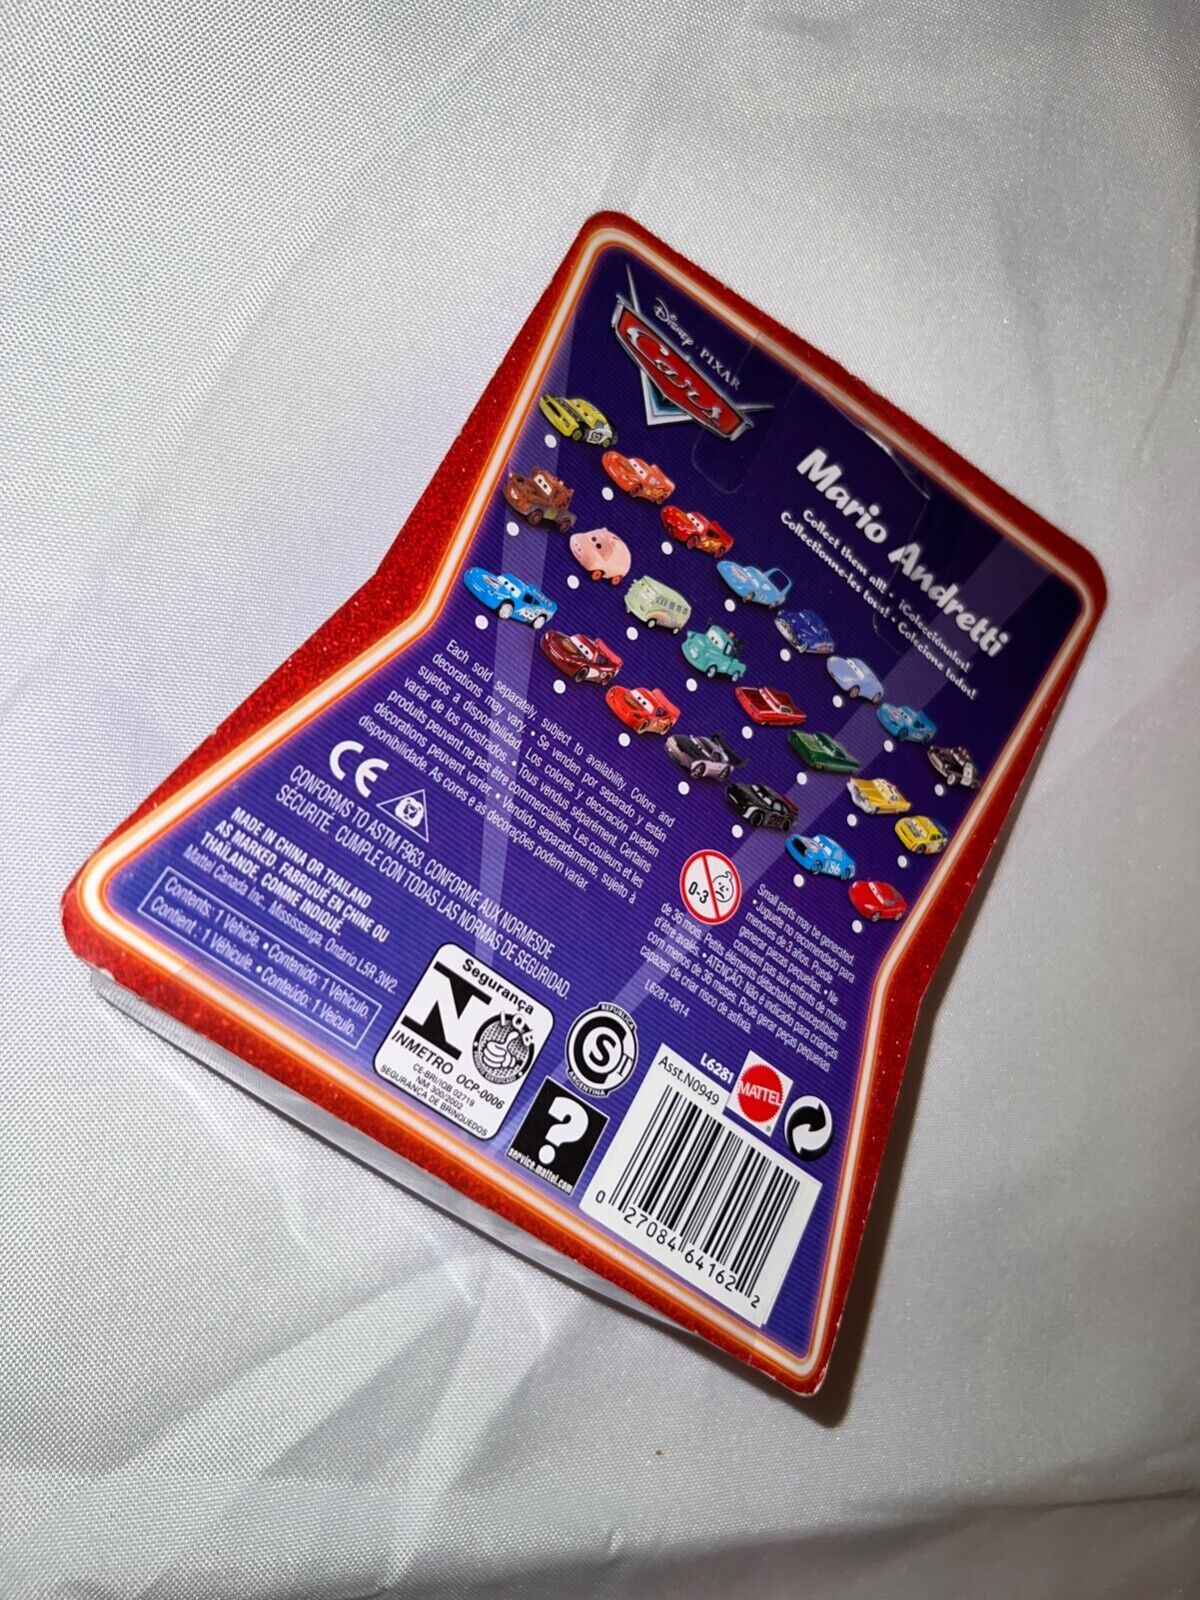 Disney · PIXAR
Cars
Mario Andretti
Collect them all! • ¡Colecciónalos!
Collectionne-les tous! • Colecione todos!
Each sold separately, subject to availability. Colors and
decorations may vary. • Se venden por separado y están
sujetos a disponibilidad. Los colores y decoración pueden
variar de los mostrados. • Tous vendus séparément. Certains
produits peuvent ne pas être commercialisés. Les couleurs et les
décorations peuvent varier. • Vendido separadamente, sujeito à
disponibilidade. As cores e as decorações podem variar.
CE
CONFORMS TO ASTM F963. CONFORME AUX NORMESDE
SÉCURITÉ. CUMPLE CON TODAS LAS NORMAS DE SEGURIDAD.
MADE IN CHINA OR THAILAND
AS MARKED. FABRIQUÉ EN CHINE OU
THAÏLANDE, COMME INDIQUÉ.
Mattel Canada Inc. Mississauga, Ontario L5R 3W2.
Contents: 1 Vehicle. • Contenido: 1 Vehículo.
Contient : 1 Véhicule. • Conteúdo: 1 Veículo.
0-3
Small parts may be generated.
• Juguete no recomendado para
menores de 3 años. Puede
generar piezas pequeñas. • Ne
convient pas aux enfants de moins
de 36 mois. Petits éléments détachables susceptibles
d'être avalés. • ATENÇÃO: Não é indicado para crianças
com menos de 36 meses. Pode gerar peças pequenas
capazes de criar risco de asfixia.
L6281-0814
Segurança
IQB
INMETRO OCP-0006
CE-BRI/IQB 02719
NM 300/2002
SEGURANÇA DE BRINQUEDOS
REPUBLICA
S
ARGENTINA
?
service.mattel.com
L6281
Asst.N0949
MATTEL
0 27084 64162 2